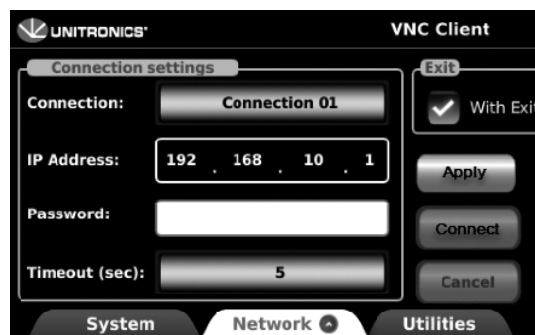 UNITRONICS
VNC Client
Connection settings
Connection: Connection 01
IP Address: 192 . 168 . 10 . 1
Password:
Timeout (sec): 5
Exit
With Exit
Apply
Connect
Cancel
System Network Utilities